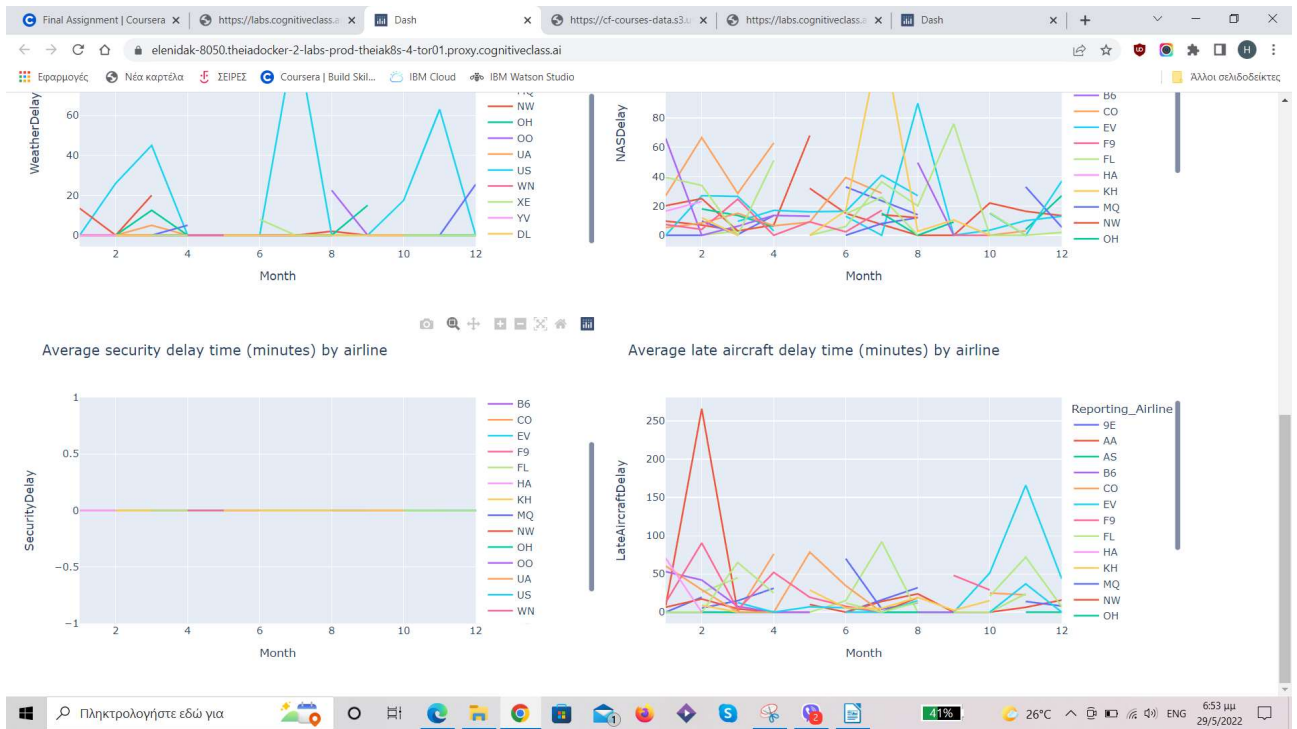 Final Assignment | Coursera
https://labs.cognitiveclass.a
Dash
https://cf-courses-data.s3.u
https://labs.cognitiveclass.a
Dash
elenidak-8050.theiadocker-2-labs-prod-theiak8s-4-tor01.proxy.cognitiveclass.ai
H
Εφαρμογές
Νέα καρτέλα
ΣΕΙΡΕΣ
Coursera | Build Skil...
IBM Cloud
IBM Watson Studio
Άλλοι σελιδοδείκτες
WeatherDelay
60
40
20
0
2 4 6 8 10 12
Month
MQ
NW
OH
OO
UA
US
WN
XE
YV
DL
NASDelay
80
60
40
20
0
2 4 6 8 10 12
Month
B6
CO
EV
F9
FL
HA
KH
MQ
NW
OH
Average security delay time (minutes) by airline
SecurityDelay
1
0.5
0
−0.5
−1
2 4 6 8 10 12
Month
B6
CO
EV
F9
FL
HA
KH
MQ
NW
OH
OO
UA
US
WN
Average late aircraft delay time (minutes) by airline
LateAircraftDelay
250
200
150
100
50
0
2 4 6 8 10 12
Month
Reporting_Airline
9E
AA
AS
B6
CO
EV
F9
FL
HA
KH
MQ
NW
OH
Πληκτρολογήστε εδώ για
41%
26°C
ENG
6:53 μμ
29/5/2022